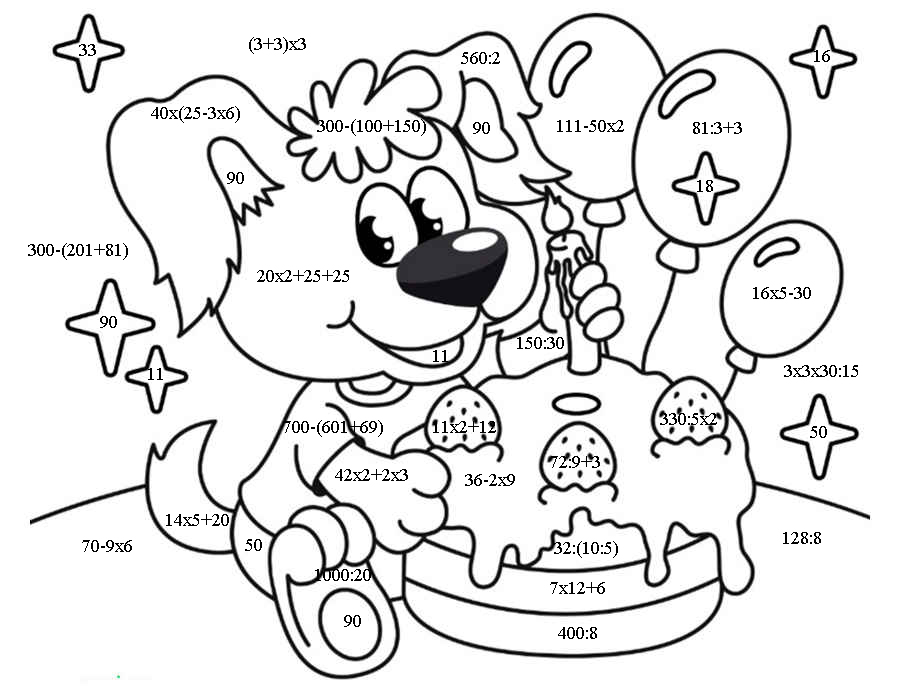 33
(3+3)x3
560:2
16
40x(25-3x6)
300-(100+150)
90
111-50x2
81:3+3
90
18
300-(201+81)
20x2+25+25
16x5-30
90
150:30
11
11
3x3x30:15
700-(601+69)
11x2+12
330:5x2
50
72:9+3
42x2+2x3
36-2x9
14x5+20
50
70-9x6
32:(10:5)
128:8
1000:20
7x12+6
90
400:8